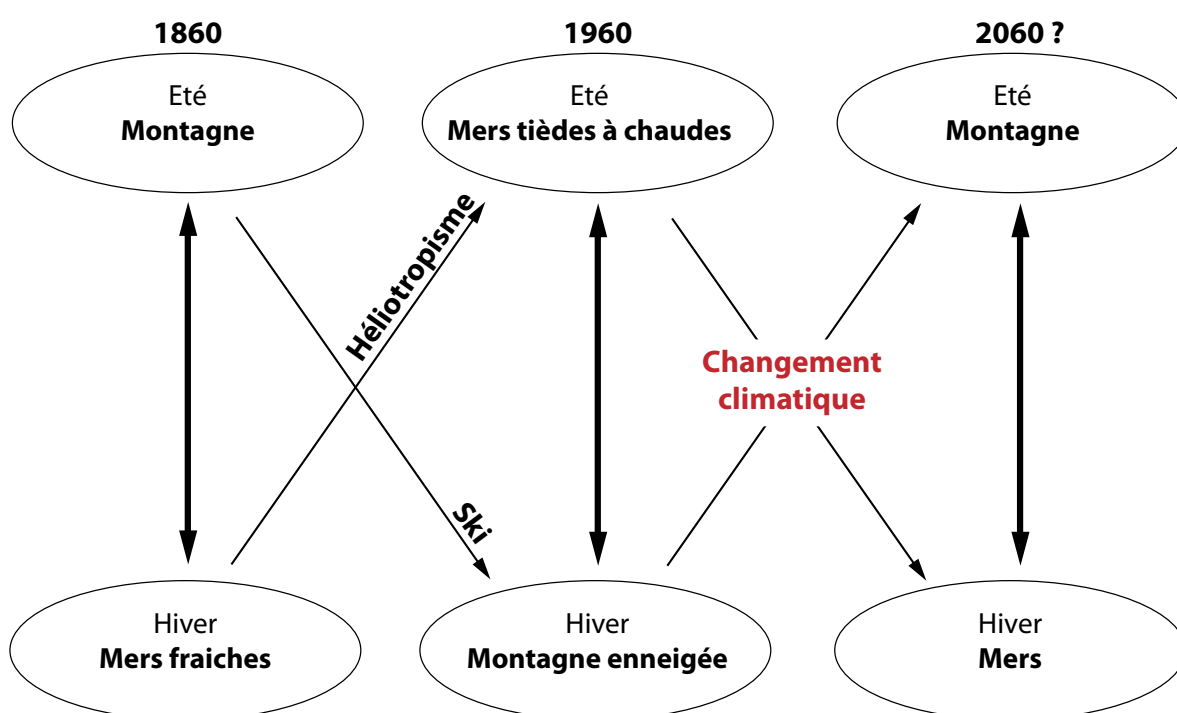 1860
1960
2060 ?
Eté
Montagne
Eté
Mers tièdes à chaudes
Eté
Montagne
Héliotropisme
Ski
Changement
climatique
Hiver
Mers fraiches
Hiver
Montagne enneigée
Hiver
Mers